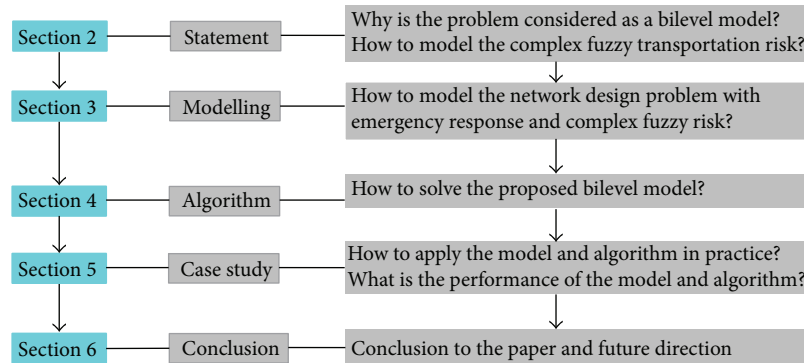 Section 2
Statement
Why is the problem considered as a bilevel model?
How to model the complex fuzzy transportation risk?
Section 3
Modelling
How to model the network design problem with
emergency response and complex fuzzy risk?
Section 4
Algorithm
How to solve the proposed bilevel model?
Section 5
Case study
How to apply the model and algorithm in practice?
What is the performance of the model and algorithm?
Section 6
Conclusion
Conclusion to the paper and future direction